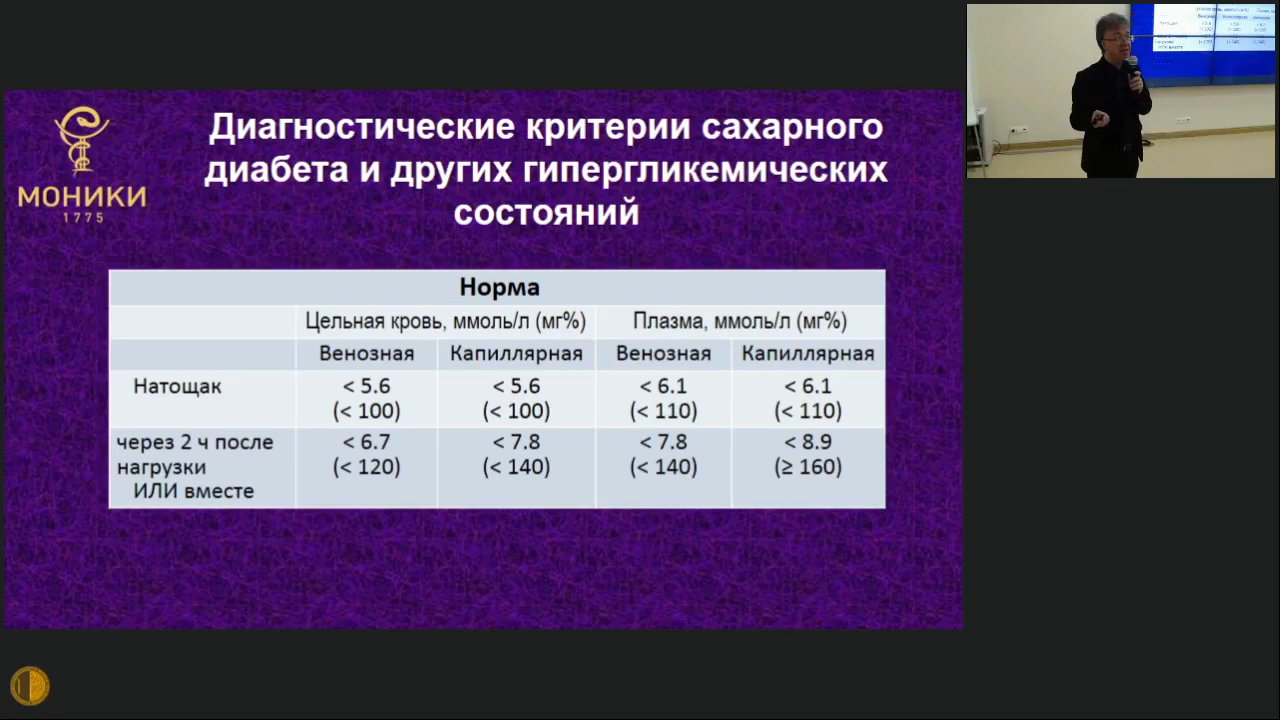 МОНИКИ
1775
Диагностические критерии сахарного
диабета и других гипергликемических
состояний
Норма
Цельная кровь, ммоль/л (мг%) Плазма, ммоль/л (мг%)
Венозная Капиллярная Венозная Капиллярная
Натощак < 5.6 < 5.6 < 6.1 < 6.1
(< 100) (< 100) (< 110) (< 110)
через 2 ч после < 6.7 < 7.8 < 7.8 < 8.9
нагрузки (< 120) (< 140) (< 140) (≥ 160)
ИЛИ вместе